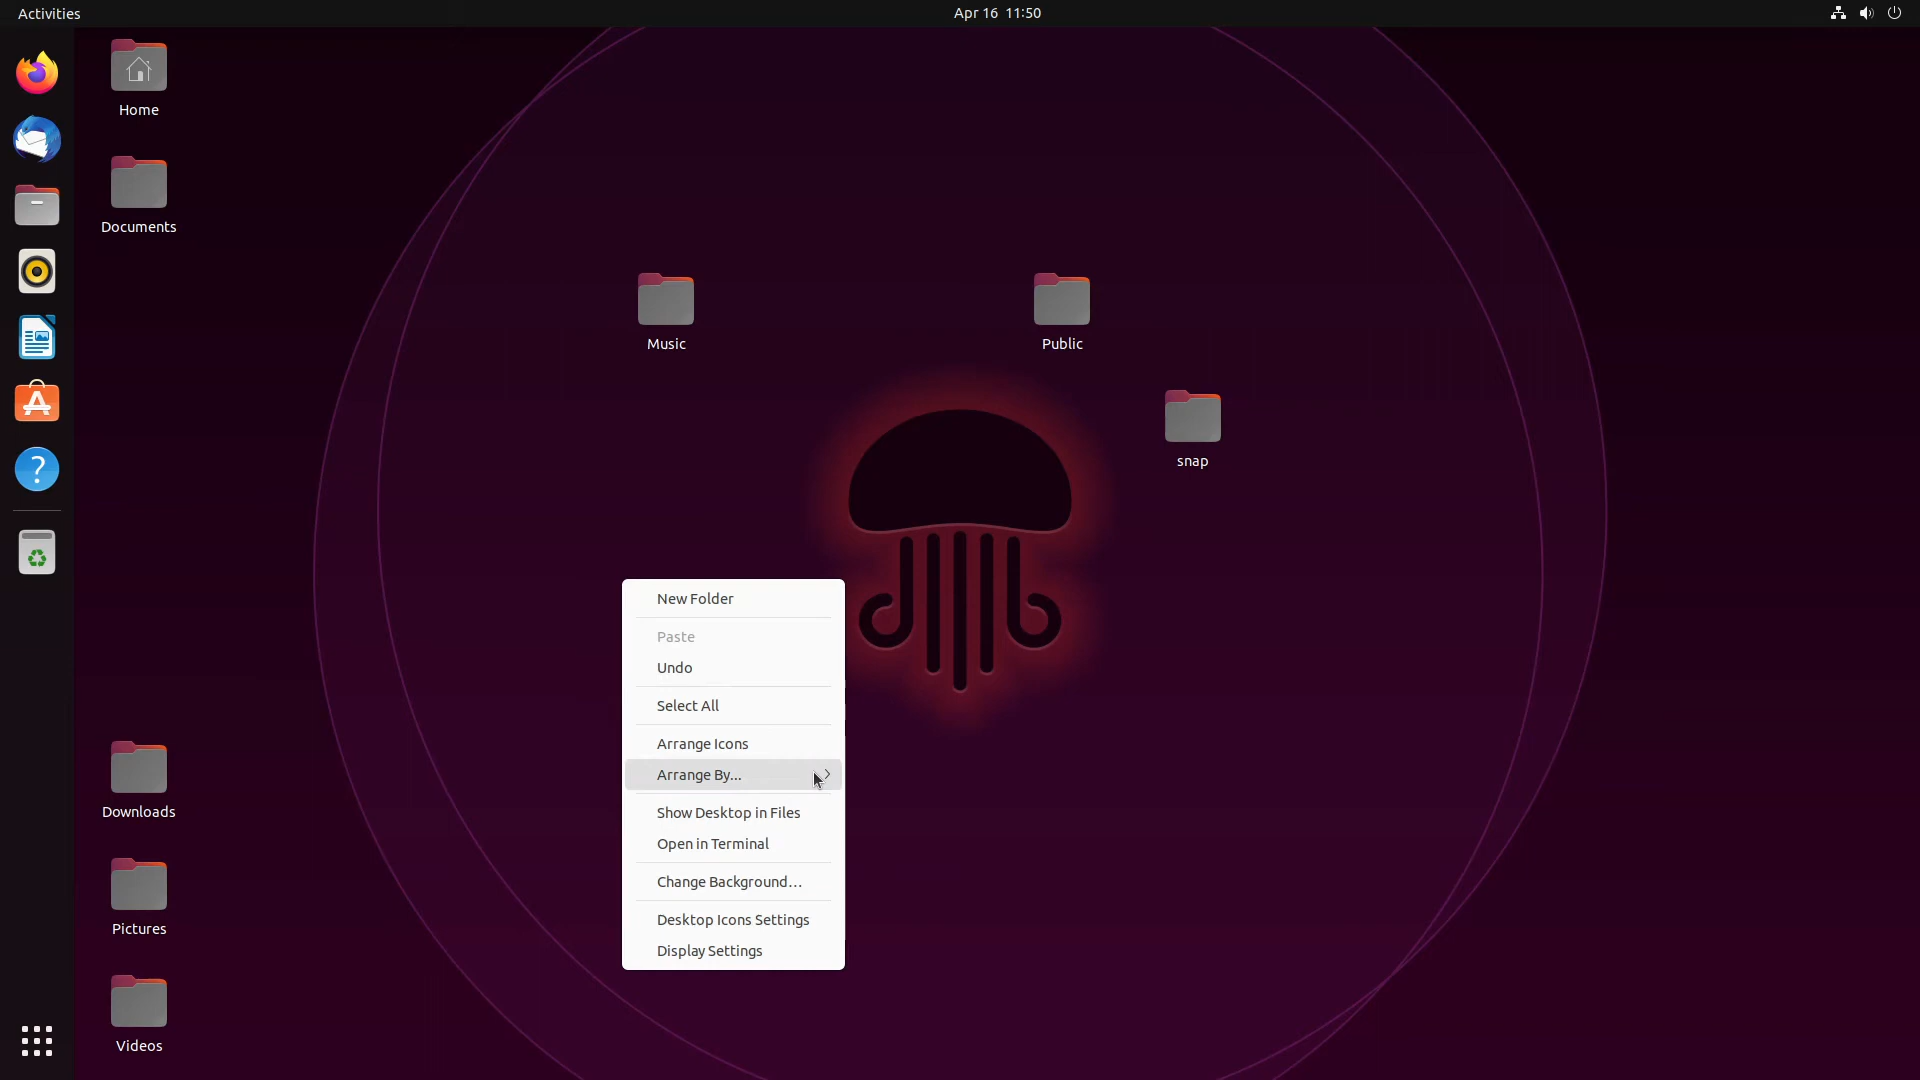 Activities
Apr 16 11:50
Home
Documents
Music
Public
snap
New Folder
Paste
Undo
Select All
Arrange Icons
Arrange By...
Show Desktop in Files
Open in Terminal
Change Background…
Desktop Icons Settings
Display Settings
Downloads
Pictures
Videos